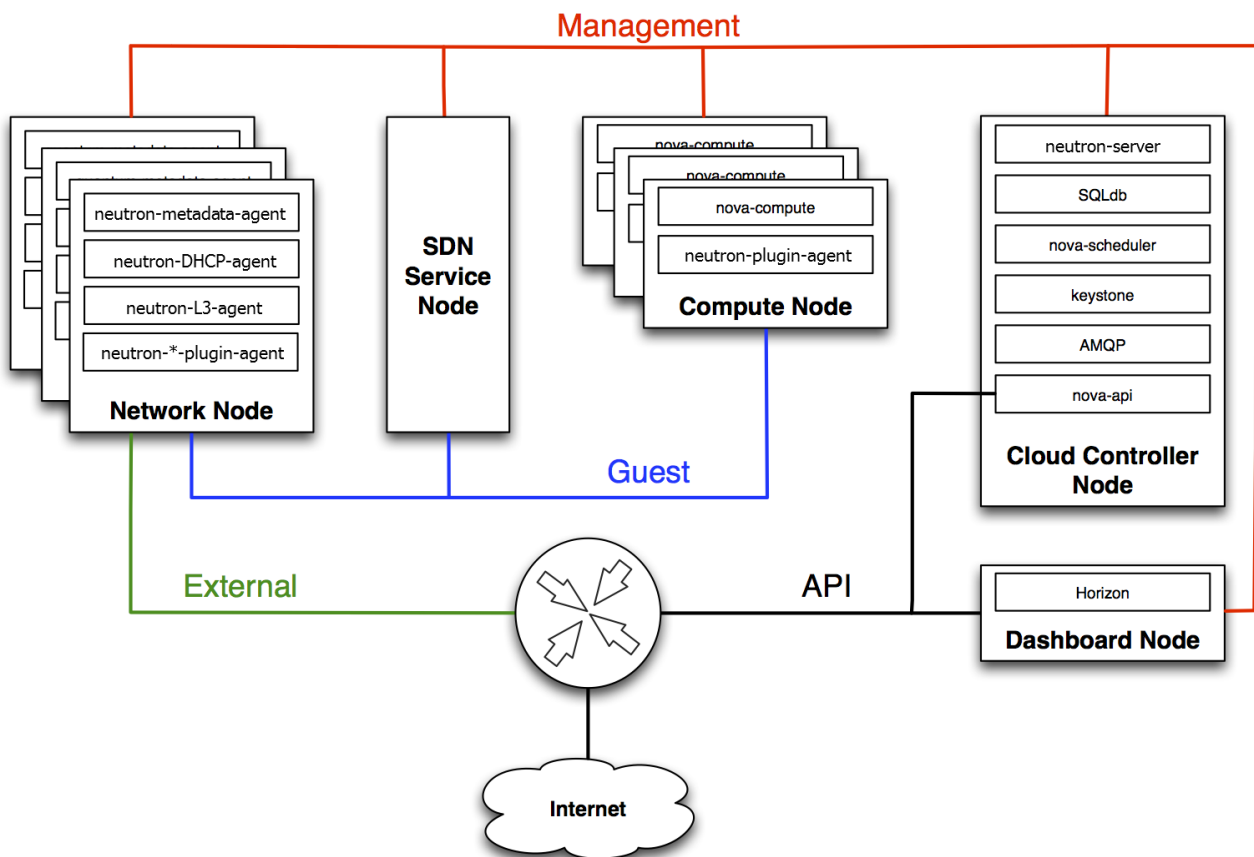 Management
nova-compute
nova-compute
neutron-metadata-agent
neutron-DHCP-agent
neutron-L3-agent
neutron-*-plugin-agent
Network Node
SDN
Service
Node
nova-compute
neutron-plugin-agent
Compute Node
neutron-server
SQLdb
nova-scheduler
keystone
AMQP
nova-api
Cloud Controller
Node
Guest
External
API
Horizon
Dashboard Node
Internet